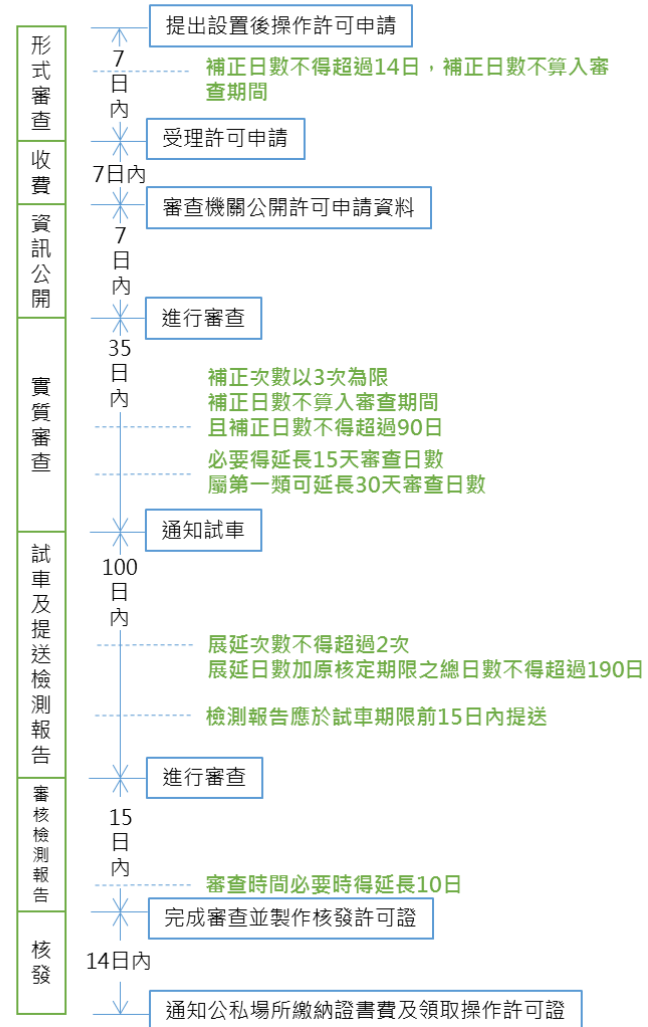 提出設置後操作許可申請
形式審查
7日內
補正日數不得超過14日，補正日數不算入審
查期間
受理許可申請
收費
7日內
審查機關公開許可申請資料
資訊公開
7日內
進行審查
實質審查
35日內
補正次數以3次為限
補正日數不算入審查期間
且補正日數不得超過90日
必要得延長15天審查日數
屬第一類可延長30天審查日數
通知試車
試車及提送檢測報告
100日內
展延次數不得超過2次
展延日數加原核定期限之總日數不得超過190日
檢測報告應於試車期限前15日內提送
進行審查
審核檢測報告
15日內
審查時間必要時得延長10日
完成審查並製作核發許可證
核發
14日內
通知公私場所繳納證書費及領取操作許可證